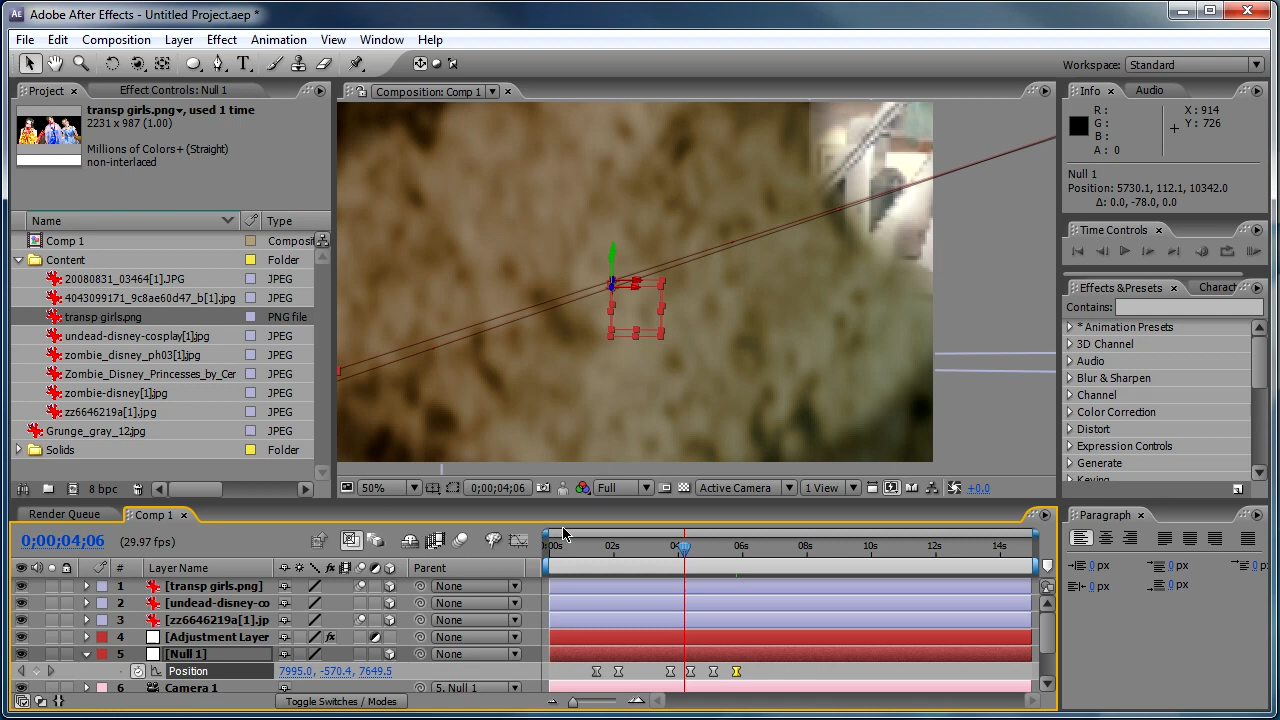 Ae Adobe After Effects - Untitled Project.aep *
File Edit Composition Layer Effect Animation View Window Help
T Workspace: Standard
Project × Effect Controls: Null 1
transp girls.png, used 1 time
2231 x 987 (1.00)
Millions of Colors+ (Straight)
non-interlaced
Name Type
Comp 1 Composit
Content Folder
20080831_03464[1].JPG JPEG
4043099171_9c8ae60d47_b[1].jpg JPEG
transp girls.png PNG file
undead-disney-cosplay[1].jpg JPEG
zombie_disney_ph03[1].jpg JPEG
Zombie_Disney_Princesses_by_Cer JPEG
zombie-disney[1].jpg JPEG
zz6646219a[1].jpg JPEG
Grunge_gray_12.jpg JPEG
Solids Folder
8 bpc
Composition: Comp 1 ×
50% 0;00;04;06 Full Active Camera 1 View +0.0
Info × Audio
R : X : 914
G : Y : 726
B :
A : 0
Null 1
Position: 5730.1, 112.1, 10342.0
Δ: 0.0, -78.0, 0.0
Time Controls ×
Effects & Presets × Charact
Contains:
* Animation Presets
3D Channel
Audio
Blur & Sharpen
Channel
Color Correction
Distort
Expression Controls
Generate
Keying
Render Queue Comp 1 ×
0;00;04;06 (29.97 fps)
:00s 02s 04s 06s 08s 10s 12s 14s
# Layer Name fx Parent
1 [transp girls.png] None
2 [undead-disney-co None
3 [zz6646219a[1].jp None
4 [Adjustment Layer fx None
5 [Null 1] None
Position 7995.0, -570.4, 7649.5
6 Camera 1 5. Null 1
Toggle Switches / Modes
Paragraph ×
0 px 0 px 0 px
0 px 0 px